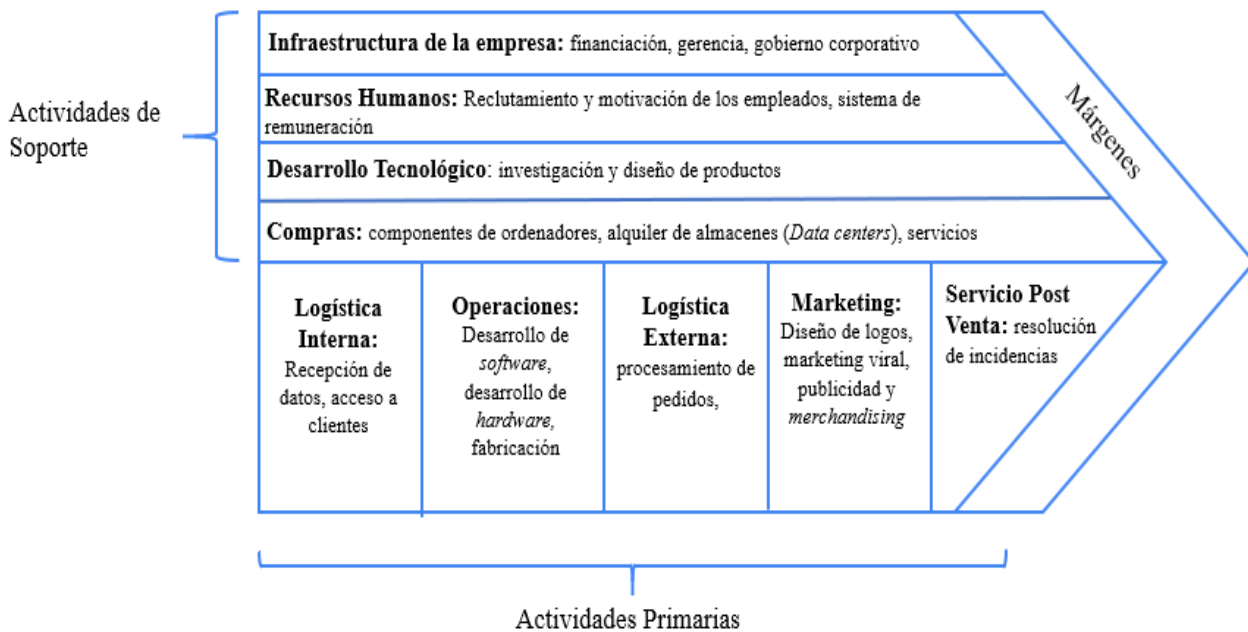 Infraestructura de la empresa: financiación, gerencia, gobierno corporativo
Recursos Humanos: Reclutamiento y motivación de los empleados, sistema de
remuneración
Desarrollo Tecnológico: investigación y diseño de productos
Compras: componentes de ordenadores, alquiler de almacenes (Data centers), servicios
Actividades de
Soporte
Márgenes
Logística
Interna:
Recepción de
datos, acceso a
clientes
Operaciones:
Desarrollo de
software,
desarrollo de
hardware,
fabricación
Logística
Externa:
procesamiento de
pedidos,
Marketing:
Diseño de logos,
marketing viral,
publicidad y
merchandising
Servicio Post
Venta: resolución
de incidencias
Actividades Primarias